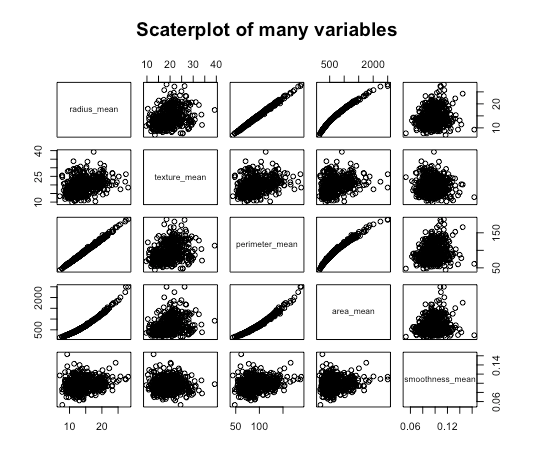 Scaterplot of many variables
10 20 30 40
500 2000
radius_mean
10 20
10 25 40
texture_mean
perimeter_mean
50 150
500 2000
area_mean
smoothness_mean
0.06 0.14
10 20
50 100
0.06 0.12